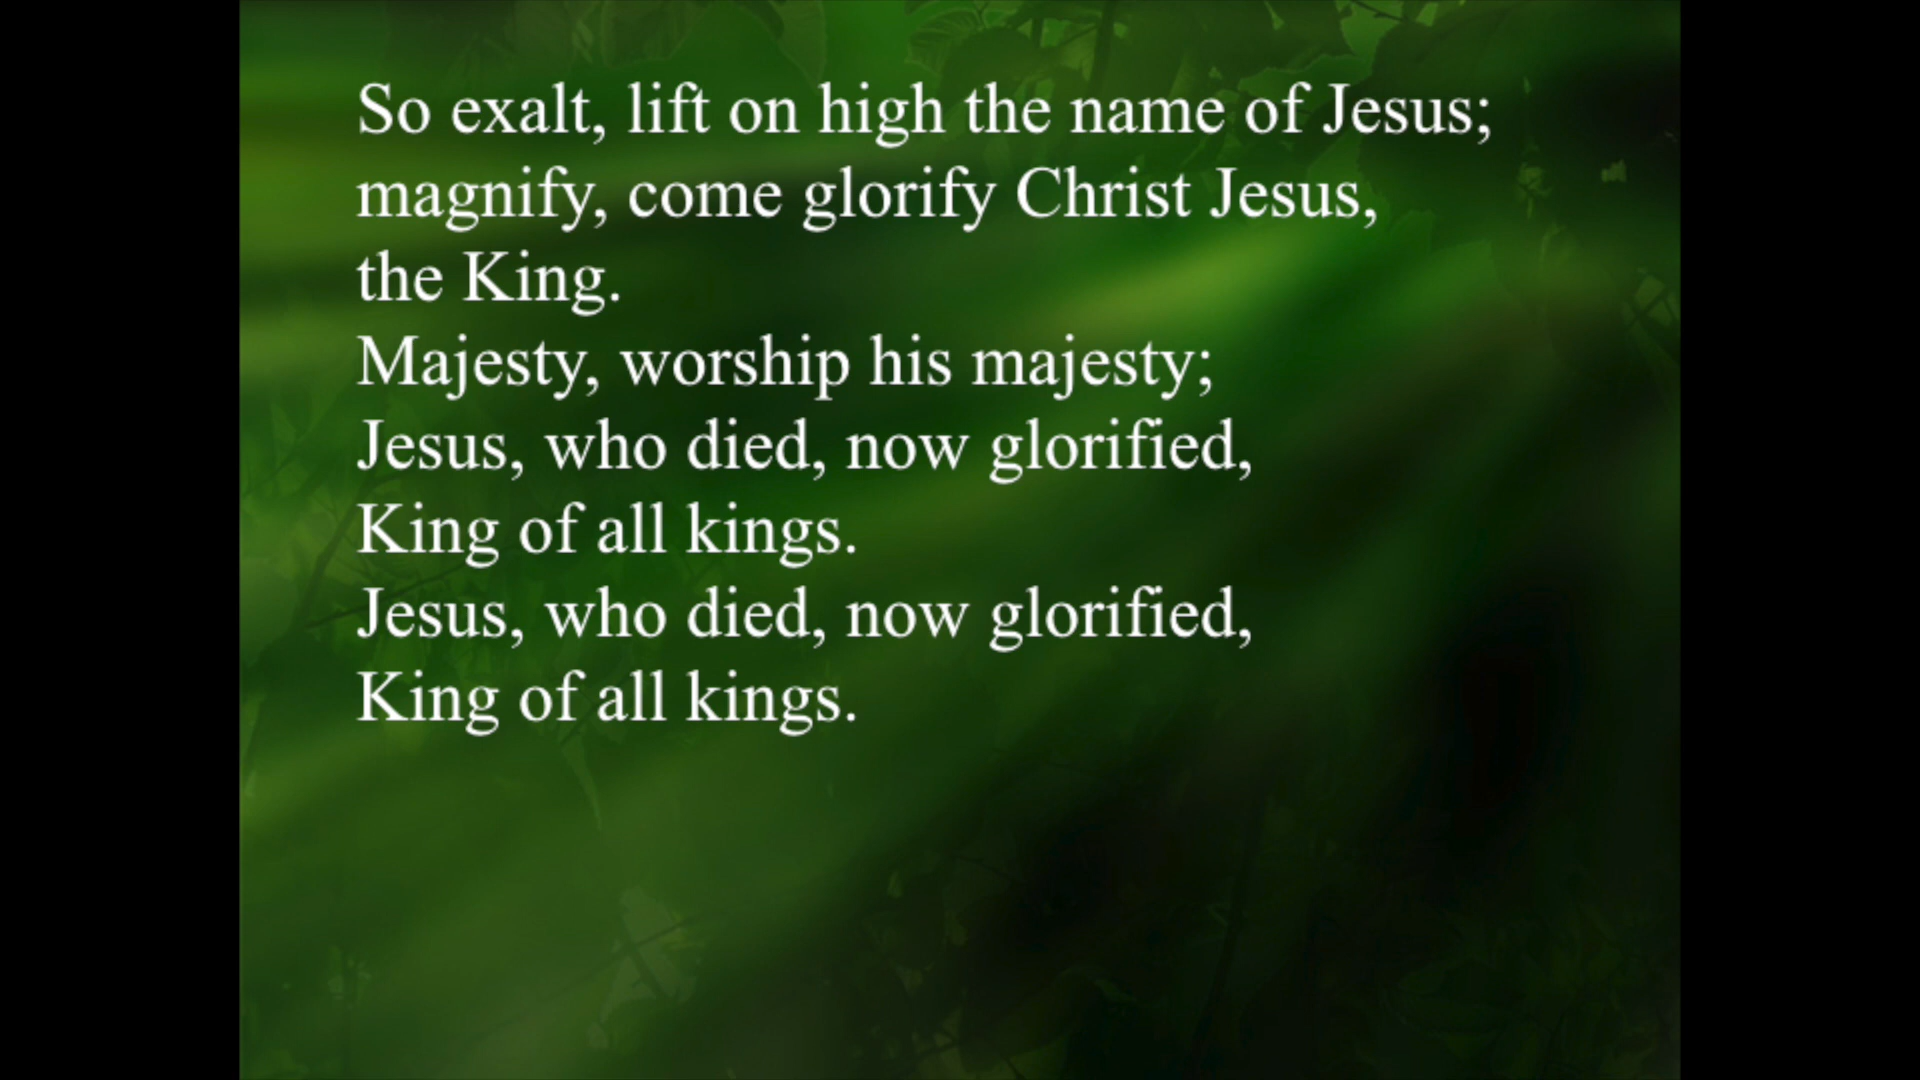 So exalt, lift on high the name of Jesus;
magnify, come glorify Christ Jesus,
the King.
Majesty, worship his majesty;
Jesus, who died, now glorified,
King of all kings.
Jesus, who died, now glorified,
King of all kings.